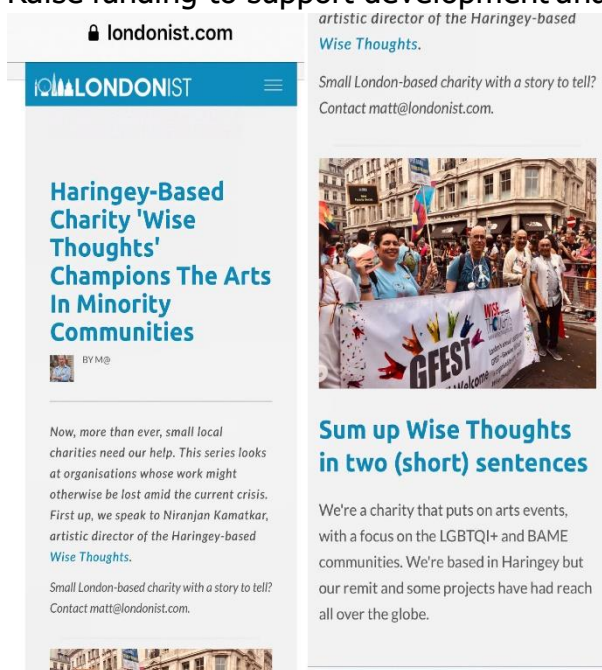 Raise funding to support development and
londonist.com
LONDONIST
Haringey-Based
Charity 'Wise
Thoughts'
Champions The Arts
In Minority
Communities
BY M@
Now, more than ever, small local
charities need our help. This series looks
at organisations whose work might
otherwise be lost amid the current crisis.
First up, we speak to Niranjan Kamatkar,
artistic director of the Haringey-based
Wise Thoughts.
Small London-based charity with a story to tell?
Contact matt@londonist.com.
artistic director of the Haringey-based
Wise Thoughts.
Small London-based charity with a story to tell?
Contact matt@londonist.com.
WISE
THOUGHTS
GFEST
Welcome
Sum up Wise Thoughts
in two (short) sentences
We're a charity that puts on arts events,
with a focus on the LGBTQI+ and BAME
communities. We're based in Haringey but
our remit and some projects have had reach
all over the globe.